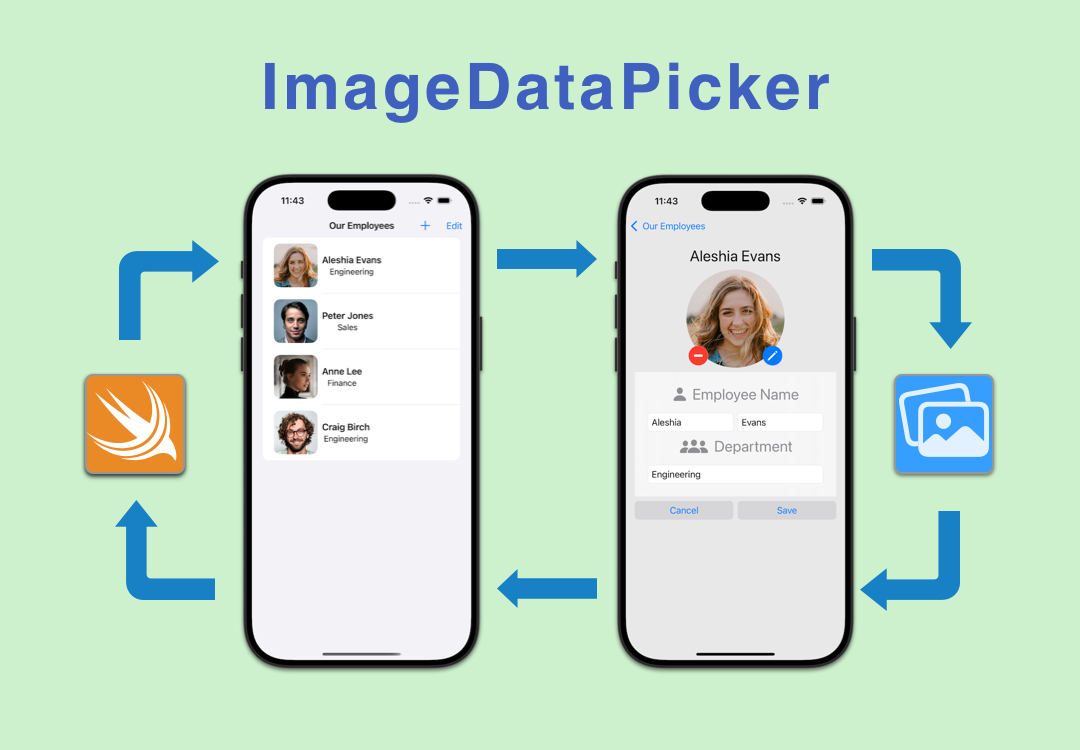 ImageDataPicker
11:43
Our Employees
Edit
Aleshia Evans
Engineering
Peter Jones
Sales
Anne Lee
Finance
Craig Birch
Engineering
11:43
Our Employees
Aleshia Evans
Employee Name
Aleshia Evans
Department
Engineering
Cancel Save